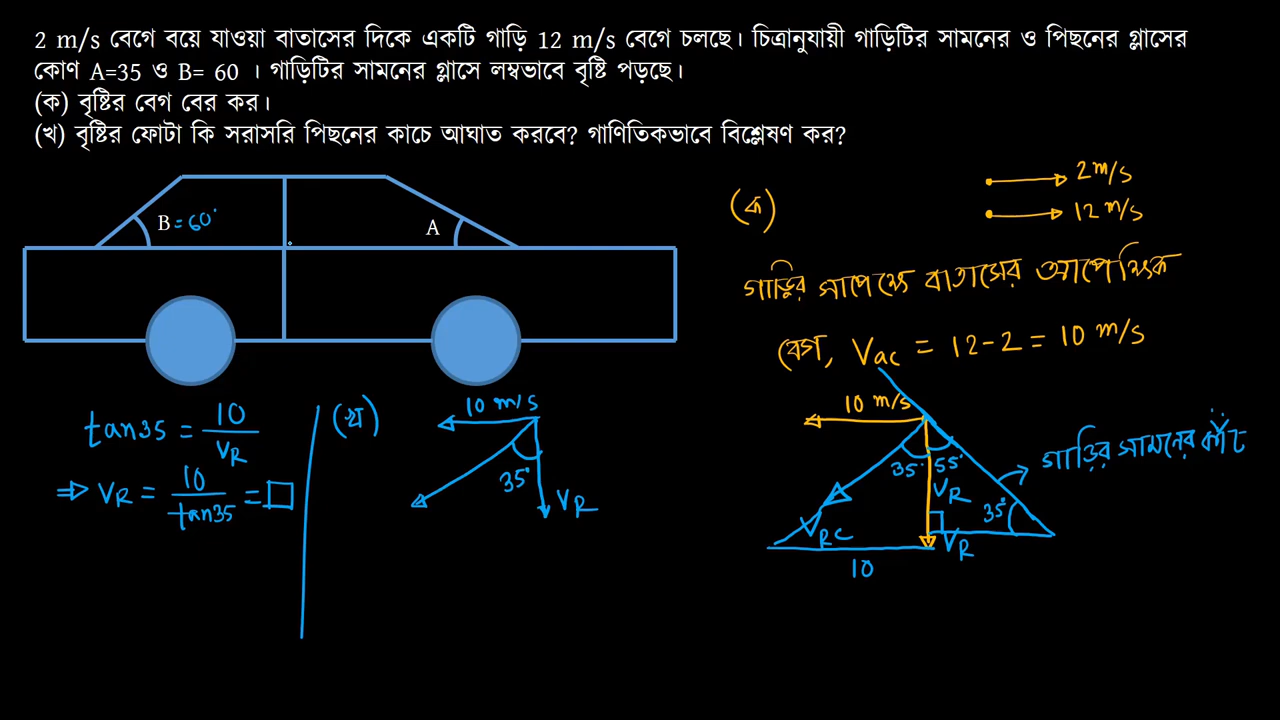 2 m/s বেগে বয়ে যাওয়া বাতাসের দিকে একটি গাড়ি 12 m/s বেগে চলছে। চিত্রানুযায়ী গাড়িটির সামনের ও পিছনের গ্লাসের
কোণ A=35 ও B= 60 । গাড়িটির সামনের গ্লাসে লম্বভাবে বৃষ্টি পড়ছে।
(ক) বৃষ্টির বেগ বের কর।
(খ) বৃষ্টির ফোটা কি সরাসরি পিছনের কাচে আঘাত করবে? গাণিতিকভাবে বিশ্লেষণ কর?
B = 60°
A
(ক)
2 m/s
12 m/s
গাড়ির সাপেক্ষে বাতাসের আপেক্ষিক
বেগ, Vac = 12 - 2 = 10 m/s
tan35 = 10/VR
⇒ VR = 10/tan35 = □
(খ)
10 m/s
35°
VR
10 m/s
35° 55°
VR
গাড়ির সামনের কাঁচ
35°
VRC
VR
10